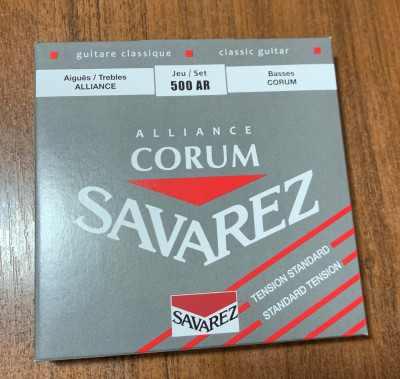 guitare classique classic guitar
Aiguës / Trebles
ALLIANCE
Jeu / Set
500 AR
Basses
CORUM
ALLIANCE
CORUM
SAVAREZ
TENSION STANDARD
STANDARD TENSION
SAVAREZ